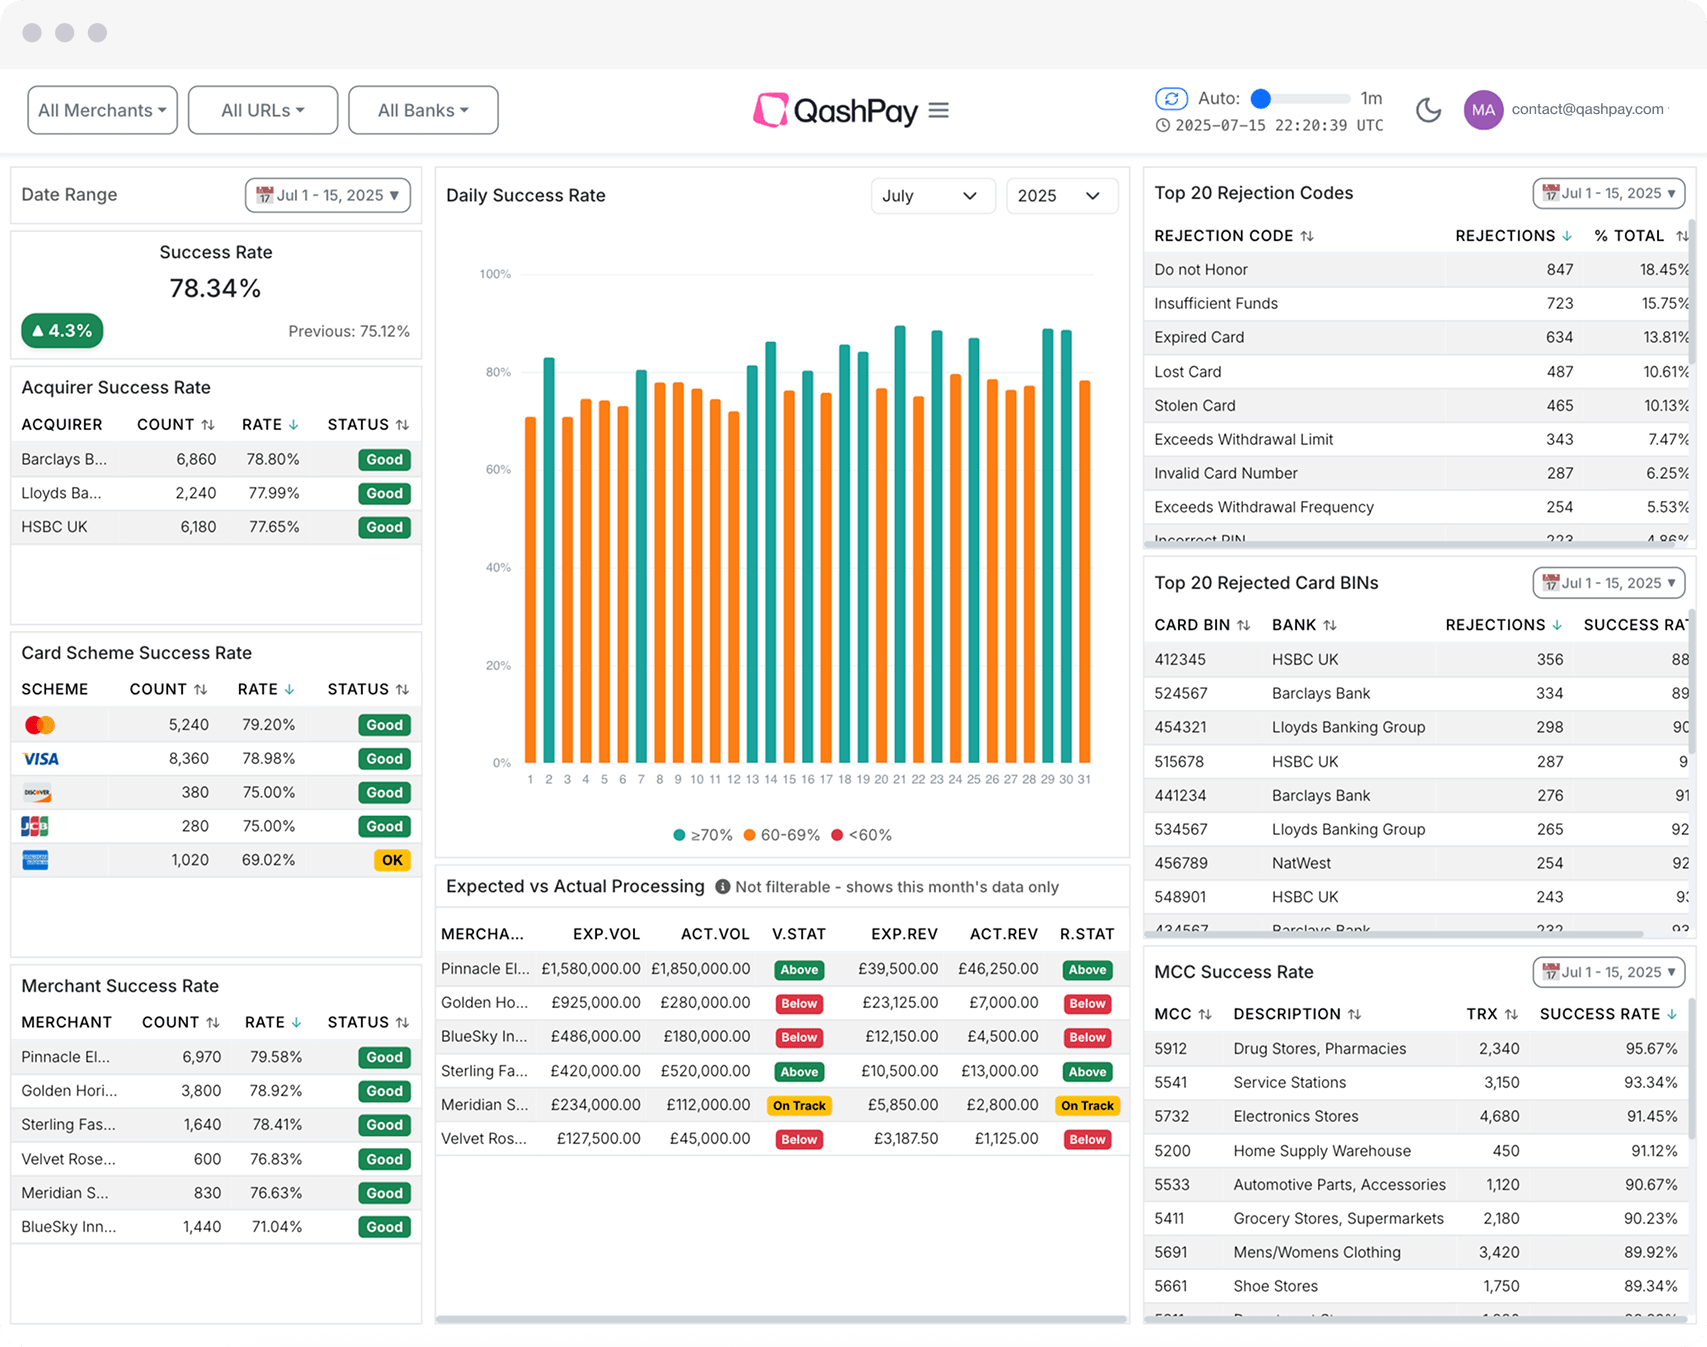 All Merchants
All URLs
All Banks
QashPay
Auto:
1m
2025-07-15 22:20:39 UTC
MA
contact@qashpay.com
Date Range
17 Jul 1 - 15, 2025 ▼
Success Rate
78.34%
▲ 4.3%
Previous: 75.12%
Acquirer Success Rate
ACQUIRER COUNT ↑↓ RATE ↓ STATUS ↑↓
Barclays B... 6,860 78.80% Good
Lloyds Ba... 2,240 77.99% Good
HSBC UK 6,180 77.65% Good
Card Scheme Success Rate
SCHEME COUNT ↑↓ RATE ↓ STATUS ↑↓
5,240 79.20% Good
VISA 8,360 78.98% Good
DISCOVER 380 75.00% Good
JCB 280 75.00% Good
1,020 69.02% OK
Merchant Success Rate
MERCHANT COUNT ↑↓ RATE ↓ STATUS ↑↓
Pinnacle El... 6,970 79.58% Good
Golden Hori... 3,800 78.92% Good
Sterling Fas... 1,640 78.41% Good
Velvet Rose... 600 76.83% Good
Meridian S... 830 76.63% Good
BlueSky Inn... 1,440 71.04% Good
Daily Success Rate
July
2025
100%
80%
60%
40%
20%
0%
1 2 3 4 5 6 7 8 9 10 11 12 13 14 15 16 17 18 19 20 21 22 23 24 25 26 27 28 29 30 31
≥70% 60-69% <60%
Expected vs Actual Processing Not filterable - shows this month's data only
MERCHA... EXP.VOL ACT.VOL V.STAT EXP.REV ACT.REV R.STAT
Pinnacle El... £1,580,000.00 £1,850,000.00 Above £39,500.00 £46,250.00 Above
Golden Ho... £925,000.00 £280,000.00 Below £23,125.00 £7,000.00 Below
BlueSky In... £486,000.00 £180,000.00 Below £12,150.00 £4,500.00 Below
Sterling Fa... £420,000.00 £520,000.00 Above £10,500.00 £13,000.00 Above
Meridian S... £234,000.00 £112,000.00 On Track £5,850.00 £2,800.00 On Track
Velvet Ros... £127,500.00 £45,000.00 Below £3,187.50 £1,125.00 Below
Top 20 Rejection Codes
17 Jul 1 - 15, 2025 ▼
REJECTION CODE ↑↓ REJECTIONS ↓ % TOTAL ↑↓
Do not Honor 847 18.45%
Insufficient Funds 723 15.75%
Expired Card 634 13.81%
Lost Card 487 10.61%
Stolen Card 465 10.13%
Exceeds Withdrawal Limit 343 7.47%
Invalid Card Number 287 6.25%
Exceeds Withdrawal Frequency 254 5.53%
Incorrect PIN 223 4.86%
Top 20 Rejected Card BINs
17 Jul 1 - 15, 2025 ▼
CARD BIN ↑↓ BANK ↑↓ REJECTIONS ↓ SUCCESS RAT
412345 HSBC UK 356 88
524567 Barclays Bank 334 89
454321 Lloyds Banking Group 298 90
515678 HSBC UK 287 9
441234 Barclays Bank 276 91
534567 Lloyds Banking Group 265 92
456789 NatWest 254 92
548901 HSBC UK 243 93
434567 Barclays Bank 232 93
MCC Success Rate
17 Jul 1 - 15, 2025 ▼
MCC ↑↓ DESCRIPTION ↑↓ TRX ↑↓ SUCCESS RATE ↓
5912 Drug Stores, Pharmacies 2,340 95.67%
5541 Service Stations 3,150 93.34%
5732 Electronics Stores 4,680 91.45%
5200 Home Supply Warehouse 450 91.12%
5533 Automotive Parts, Accessories 1,120 90.67%
5411 Grocery Stores, Supermarkets 2,180 90.23%
5691 Mens/Womens Clothing 3,420 89.92%
5661 Shoe Stores 1,750 89.34%